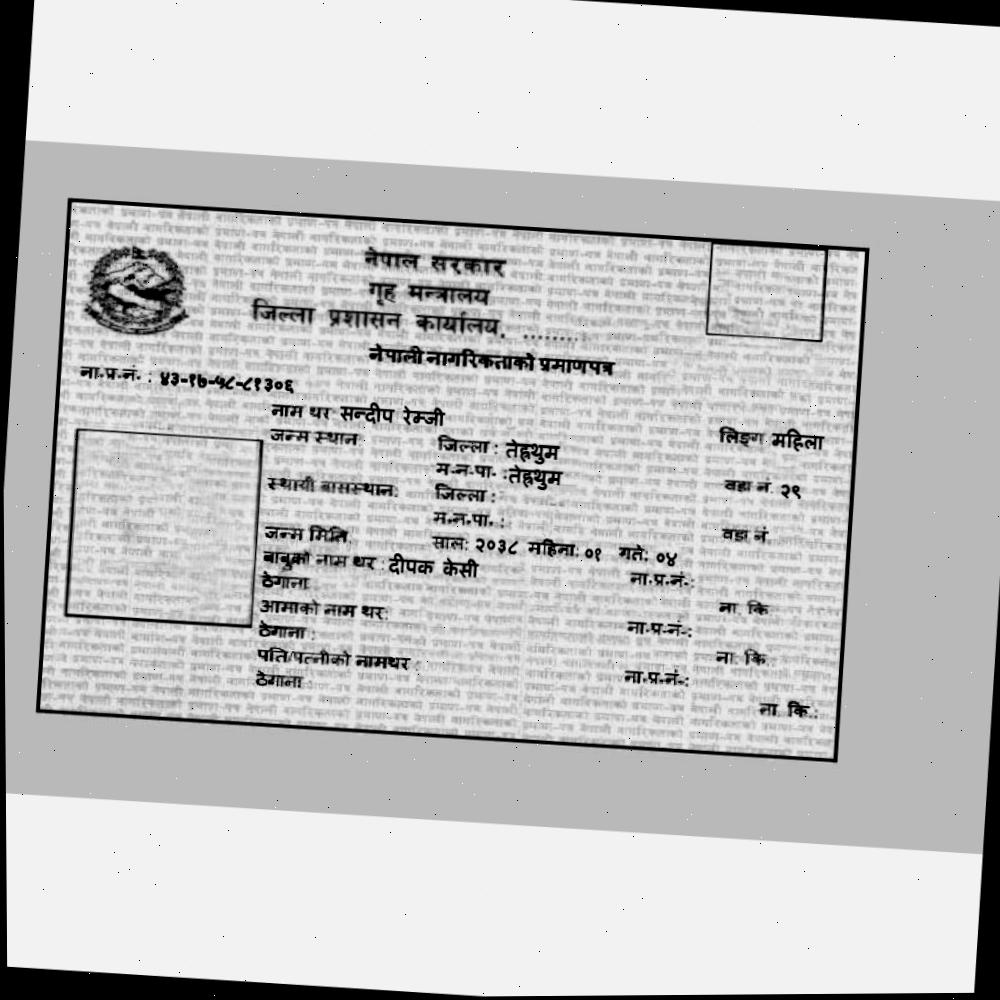 नेपाल सरकार
गृह मन्त्रालय
जिल्ला प्रशासन कार्यालय, ........
नेपाली नागरिकताको प्रमाणपत्र
ना.प्र.नं. : ४३-१७-५८-८१३०६
नाम थर: सन्दीप रेम्जी लिङ्ग: महिला
जन्म स्थान: जिल्ला : तेह्रथुम
म.न.पा. :तेह्रथुम वडा नं. २९
स्थायी बासस्थान: जिल्ला :
म.न.पा. : वडा नं.
जन्म मिति: साल: २०३८ महिना: ०१ गते: ०४
बाबुको नाम थर : दीपक केसी ना.प्र.नं.:
ठेगाना: ना. कि.:
आमाको नाम थर: ना.प्र.नं.:
ठेगाना : ना. कि.:
पति/पत्नीको नामथर : ना.प्र.नं.:
ठेगाना : ना. कि.: